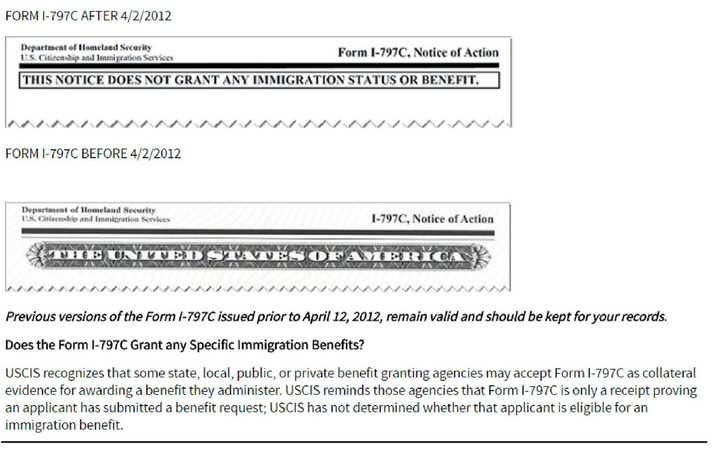 FORM I-797C AFTER 4/2/2012
Department of Homeland Security
U.S. Citizenship and Immigration Services
Form I-797C, Notice of Action
THIS NOTICE DOES NOT GRANT ANY IMMIGRATION STATUS OR BENEFIT.
FORM I-797C BEFORE 4/2/2012
Department of Homeland Security
U.S. Citizenship and Immigration Services
I-797C, Notice of Action
THE UNITED STATES OF AMERICA
Previous versions of the Form I-797C issued prior to April 12, 2012, remain valid and should be kept for your records.
Does the Form I-797C Grant any Specific Immigration Benefits?
USCIS recognizes that some state, local, public, or private benefit granting agencies may accept Form I-797C as collateral
evidence for awarding a benefit they administer. USCIS reminds those agencies that Form I-797C is only a receipt proving
an applicant has submitted a benefit request; USCIS has not determined whether that applicant is eligible for an
immigration benefit.